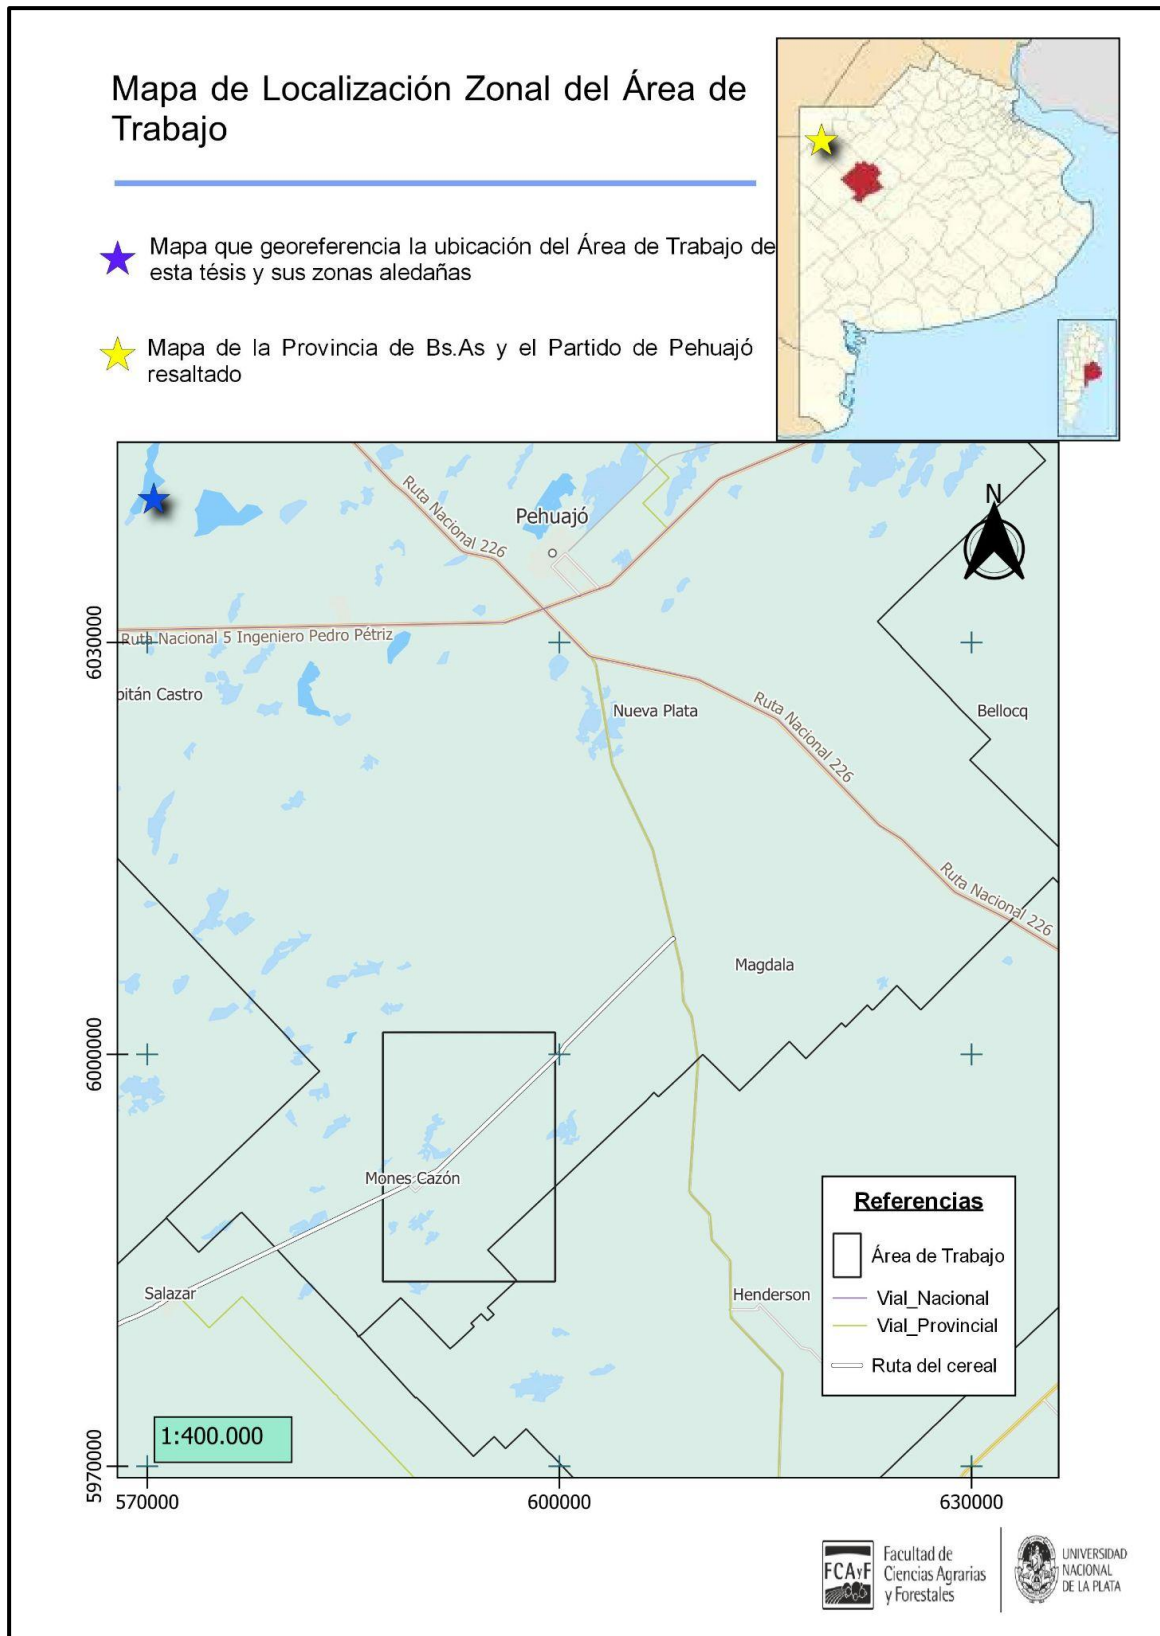 Mapa de Localización Zonal del Área de
Trabajo
Mapa que georeferencia la ubicación del Área de Trabajo de
esta tésis y sus zonas aledañas
Mapa de la Provincia de Bs.As y el Partido de Pehuajó
resaltado
Ruta Nacional 226
Pehuajó
N
6030000
Ruta Nacional 5 Ingeniero Pedro Pétriz
pitán Castro
Nueva Plata
Ruta Nacional 226
Bellocq
Ruta Nacional 226
Magdala
6000000
Mones Cazón
Salazar
Henderson
Referencias
Área de Trabajo
Vial_Nacional
Vial_Provincial
Ruta del cereal
1:400.000
5970000
570000
600000
630000
FCAyF
Facultad de
Ciencias Agrarias
y Forestales
UNIVERSIDAD
NACIONAL
DE LA PLATA